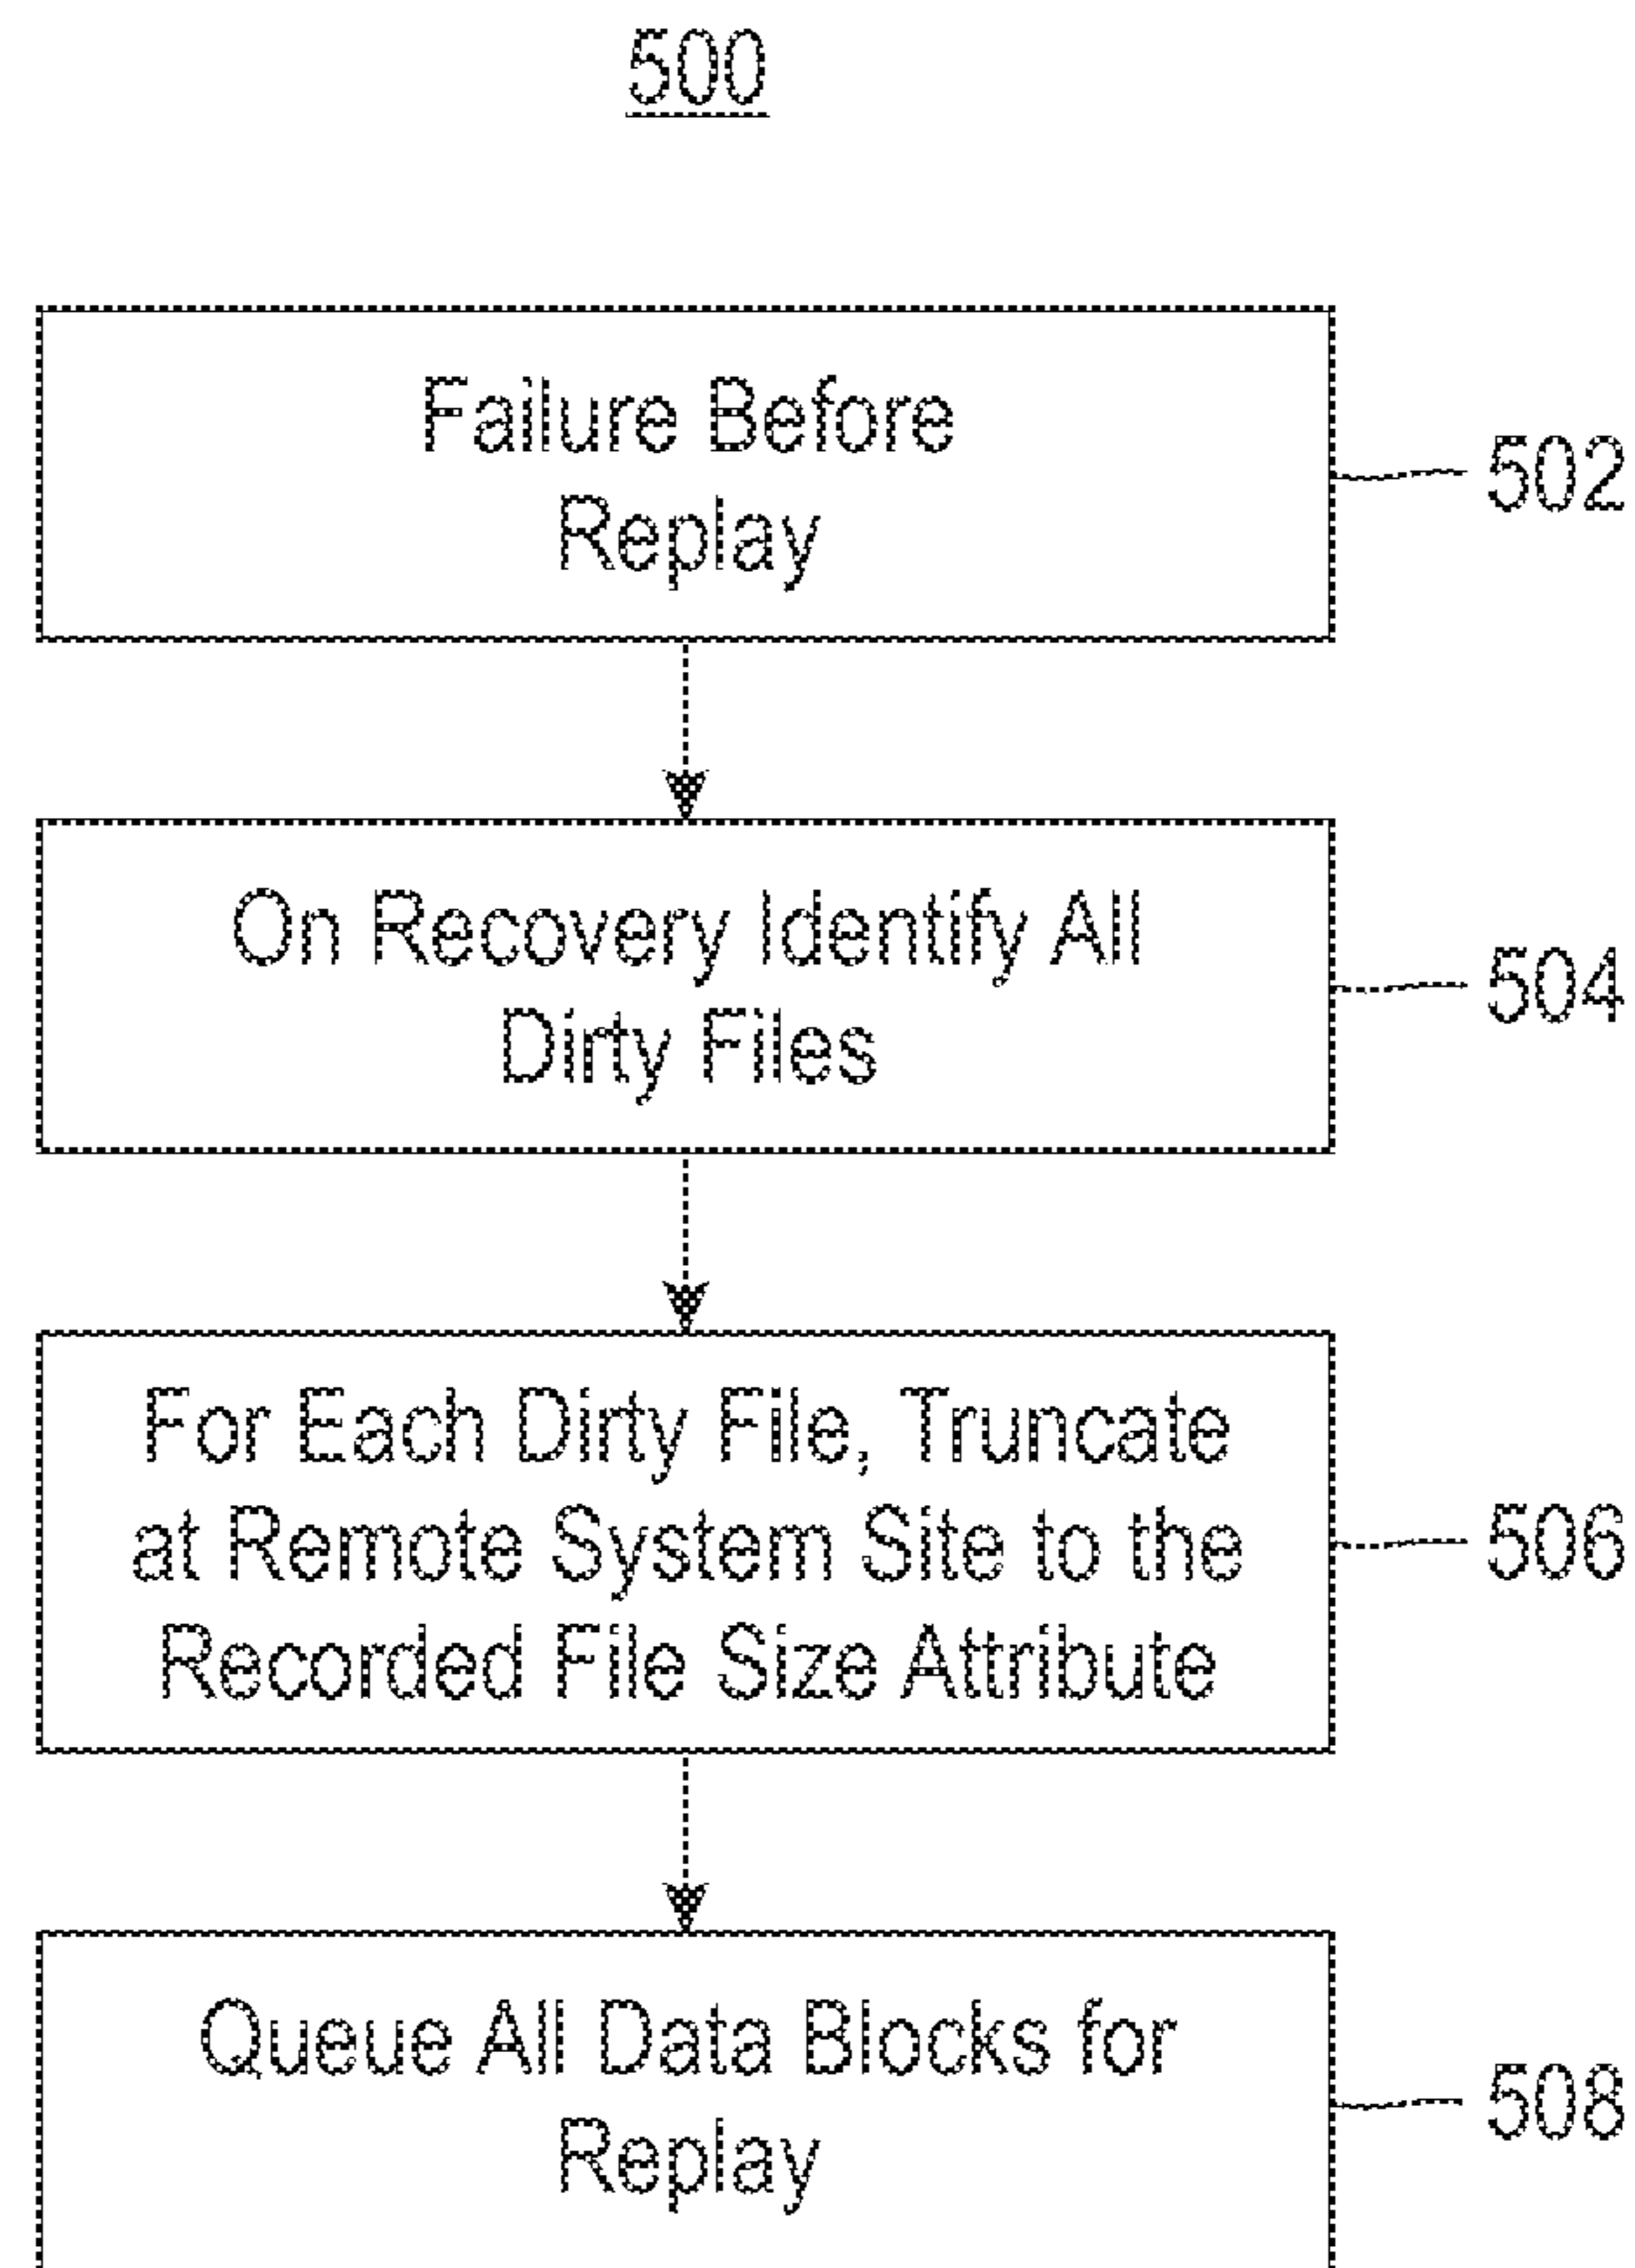 500
Failure Before
Replay
502
On Recovery Identify All
Dirty Files
504
For Each Dirty File, Truncate
at Remote System Site to the
Recorded File Size Attribute
506
Queue All Data Blocks for
Replay
508